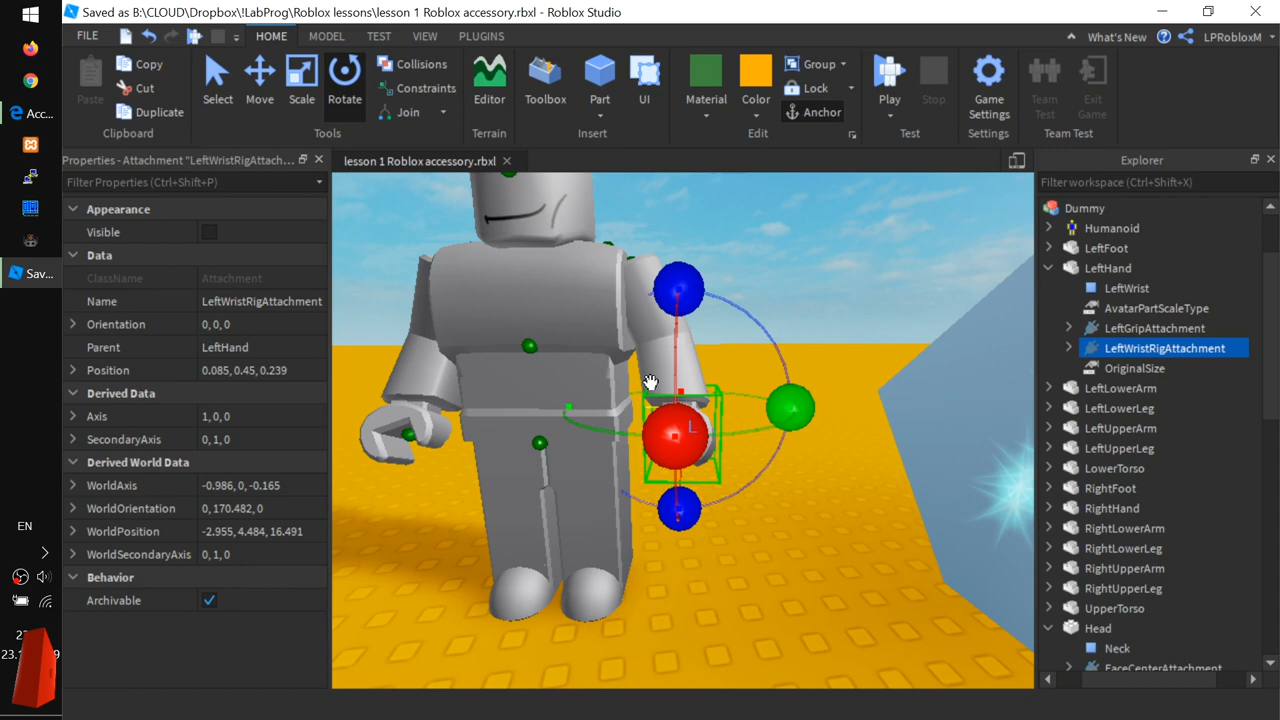 Saved as B:\CLOUD\Dropbox\!LabProg\Roblox lessons\lesson 1 Roblox accessory.rbxl - Roblox Studio
FILE HOME MODEL TEST VIEW PLUGINS What's New LPRobloxM
Paste Copy Cut Duplicate
Select Move Scale Rotate
Collisions Constraints Join
Editor Toolbox Part UI
Material Color Group Lock Anchor
Play Stop Game Settings Team Test Exit Game
Clipboard Tools Terrain Insert Edit Test Settings Team Test
Properties - Attachment "LeftWristRigAttach...
Filter Properties (Ctrl+Shift+P)
Appearance
Visible
Data
ClassName Attachment
Name LeftWristRigAttachment
Orientation 0, 0, 0
Parent LeftHand
Position 0.085, 0.45, 0.239
Derived Data
Axis 1, 0, 0
SecondaryAxis 0, 1, 0
Derived World Data
WorldAxis -0.986, 0, -0.165
WorldOrientation 0, 170.482, 0
WorldPosition -2.955, 4.484, 16.491
WorldSecondaryAxis 0, 1, 0
Behavior
Archivable
lesson 1 Roblox accessory.rbxl
L
Explorer
Filter workspace (Ctrl+Shift+X)
Dummy
Humanoid
LeftFoot
LeftHand
LeftWrist
AvatarPartScaleType
LeftGripAttachment
LeftWristRigAttachment
OriginalSize
LeftLowerArm
LeftLowerLeg
LeftUpperArm
LeftUpperLeg
LowerTorso
RightFoot
RightHand
RightLowerArm
RightLowerLeg
RightUpperArm
RightUpperLeg
UpperTorso
Head
Neck
FaceCenterAttachment
Acc...
Sav...
EN